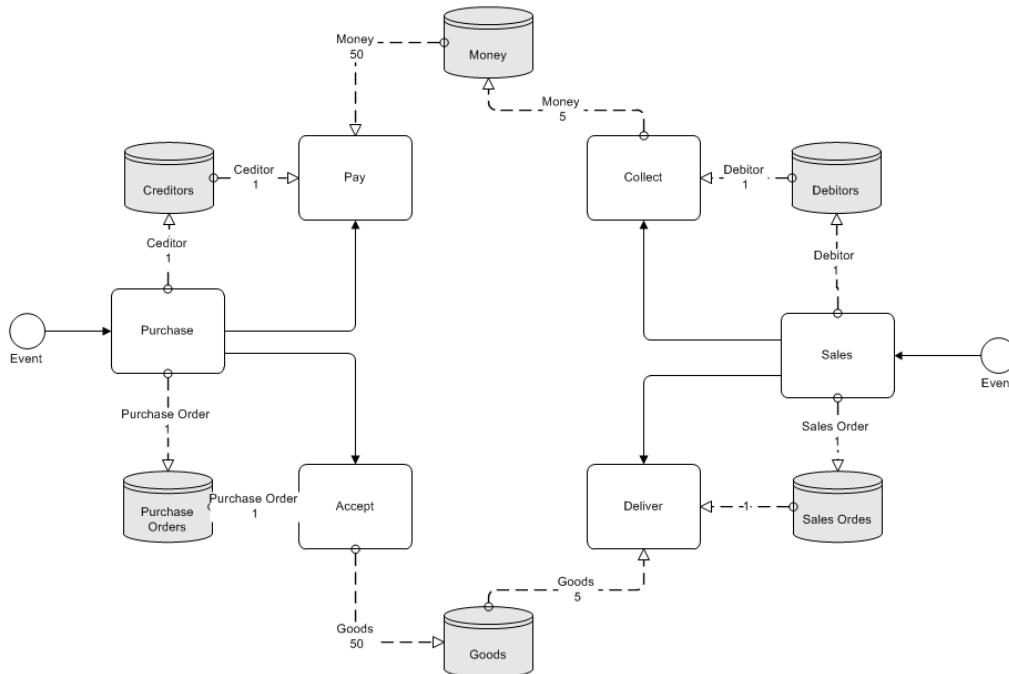 Money
50
Money
Money
5
Creditors
Ceditor
1
Pay
Collect
Debitor
1
Debitors
Ceditor
1
Debitor
1
Event
Purchase
Sales
Even
Purchase Order
1
Sales Order
1
Purchase
Orders
Purchase Order
1
Accept
Deliver
1
Sales Ordes
Goods
50
Goods
Goods
5